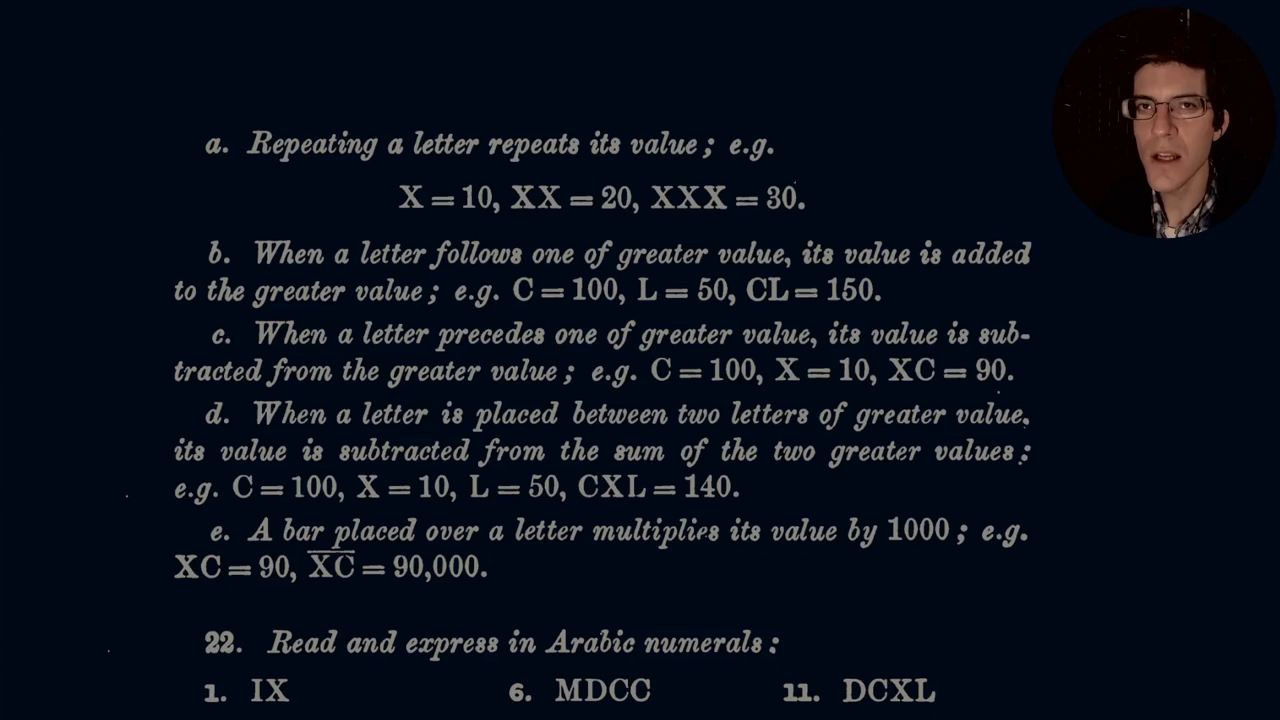 a. Repeating a letter repeats its value; e.g.
X = 10, XX = 20, XXX = 30.
b. When a letter follows one of greater value, its value is added
to the greater value; e.g. C = 100, L = 50, CL = 150.
c. When a letter precedes one of greater value, its value is sub-
tracted from the greater value; e.g. C = 100, X = 10, XC = 90.
d. When a letter is placed between two letters of greater value,
its value is subtracted from the sum of the two greater values;
e.g. C = 100, X = 10, L = 50, CXL = 140.
e. A bar placed over a letter multiplies its value by 1000; e.g.
XC = 90, X̅C̅ = 90,000.
22. Read and express in Arabic numerals:
1. IX 6. MDCC 11. DCXL